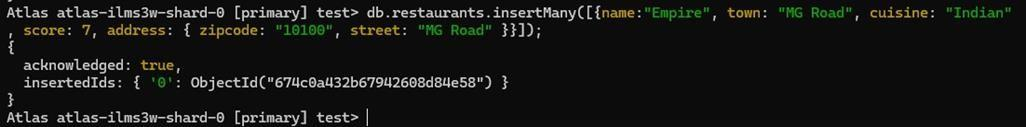 Atlas atlas-ilms3w-shard-0 [primary] test> db.restaurants.insertMany([{name:"Empire", town: "MG Road", cuisine: "Indian"
, score: 7, address: { zipcode: "10100", street: "MG Road" }}]);
{
  acknowledged: true,
  insertedIds: { '0': ObjectId("674c0a432b67942608d84e58") }
}
Atlas atlas-ilms3w-shard-0 [primary] test>